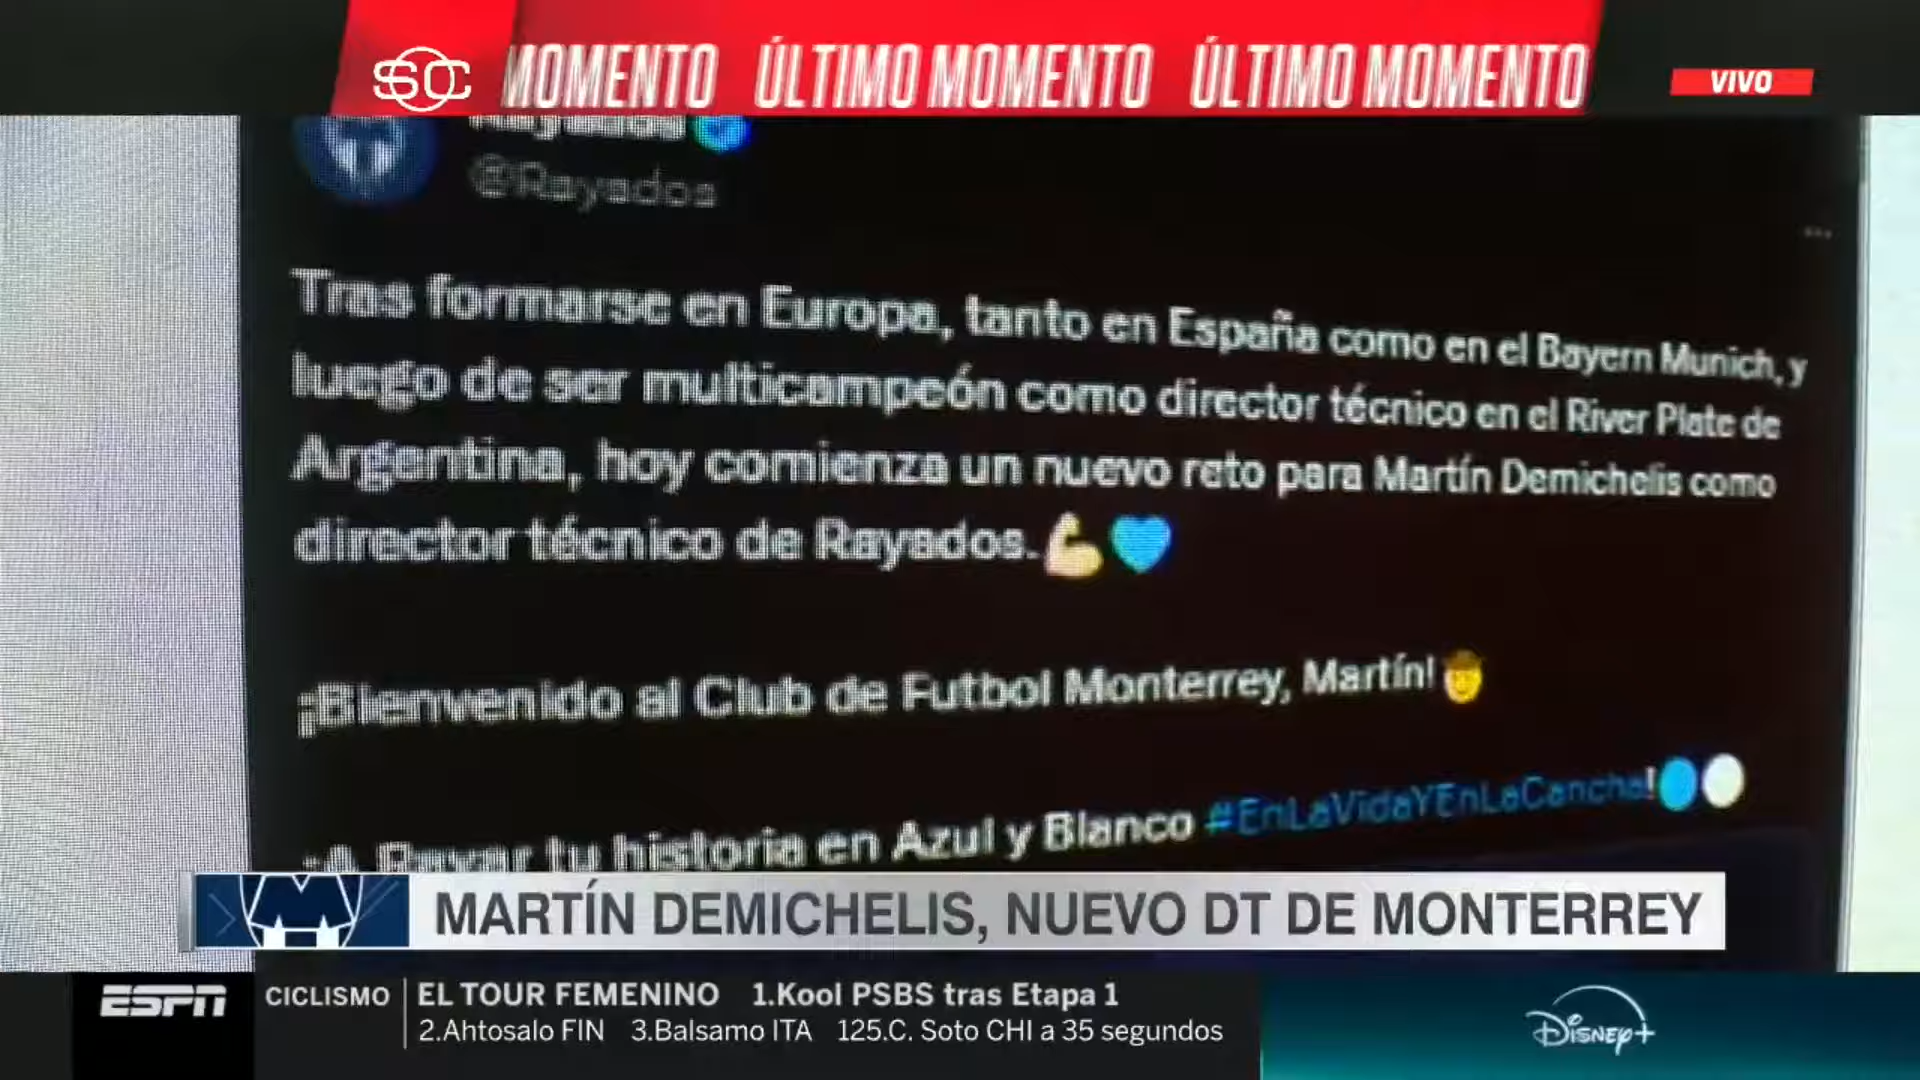 SC MOMENTO ÚLTIMO MOMENTO ÚLTIMO MOMENTO
VIVO
Rayados
@Rayados
Tras formarse en Europa, tanto en España como en el Bayern Munich, y
luego de ser multicampeón como director técnico en el River Plate de
Argentina, hoy comienza un nuevo reto para Martín Demichelis como
director técnico de Rayados.💪💙
¡Bienvenido al Club de Futbol Monterrey, Martín!🤠
¡A Rayar tu historia en Azul y Blanco #EnLaVidaYEnLaCancha!🔵⚪
MARTÍN DEMICHELIS, NUEVO DT DE MONTERREY
ESPN
CICLISMO
EL TOUR FEMENINO 1.Kool PSBS tras Etapa 1
2.Ahtosalo FIN 3.Balsamo ITA 125.C. Soto CHI a 35 segundos
Disney+